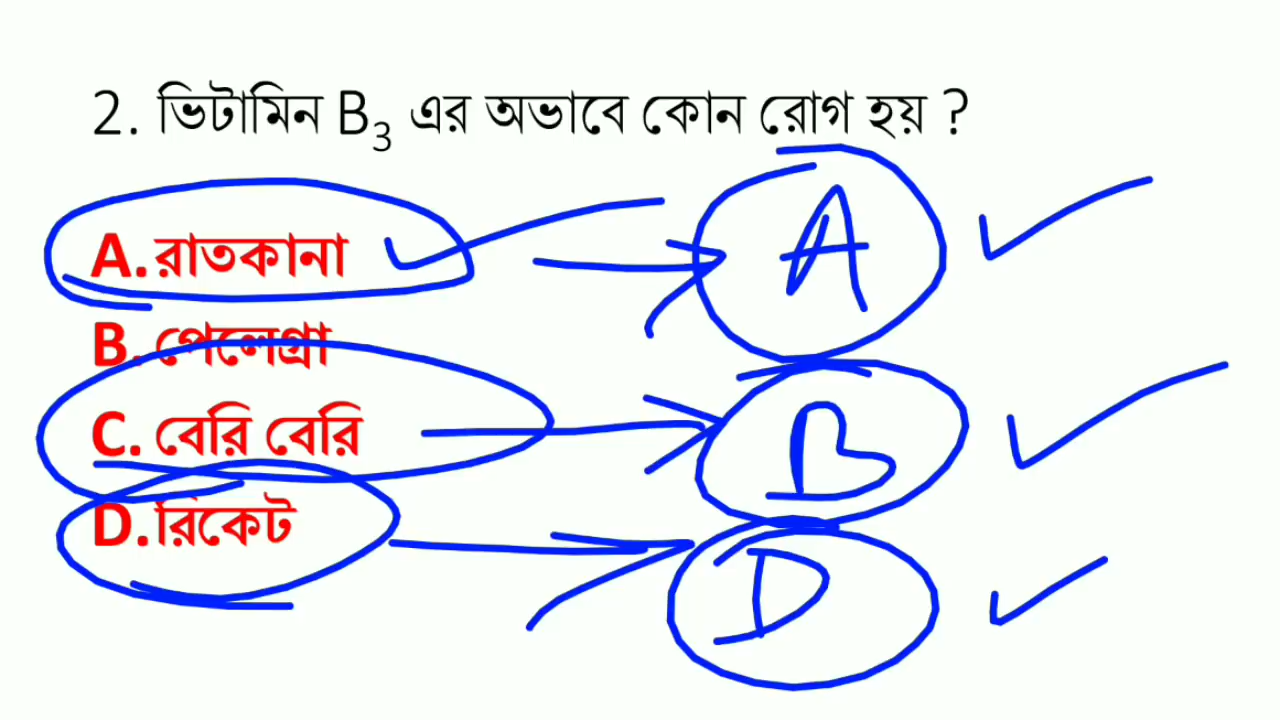 2. ভিটামিন B₃ এর অভাবে কোন রোগ হয় ?
A. রাতকানা
A
B. পেলেগ্রা
C. বেরি বেরি
B
D. রিকেট
D